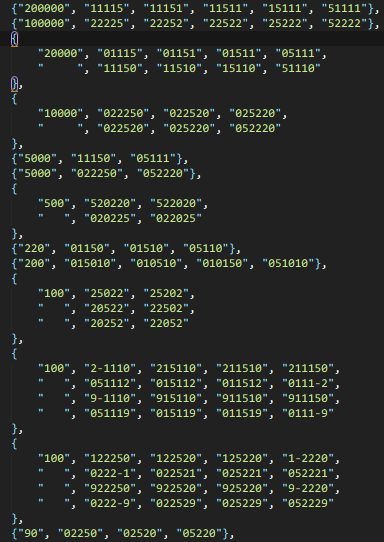 {"200000", "11115", "11151", "11511", "15111", "51111"},
{"100000", "22225", "22252", "22522", "25222", "52222"},
{
"20000", "01115", "01151", "01511", "05111",
"     ", "11150", "11510", "15110", "51110"
},
{
"10000", "022250", "022520", "025220",
"     ", "022520", "025220", "052220"
},
{"5000", "11150", "05111"},
{"5000", "022250", "052220"},
{
"500", "520220", "522020",
"   ", "020225", "022025"
},
{"220", "01150", "01510", "05110"},
{"200", "015010", "010510", "010150", "051010"},
{
"100", "25022", "25202",
"   ", "20522", "22502",
"   ", "20252", "22052"
},
{
"100", "2-1110", "215110", "211510", "211150",
"   ", "051112", "015112", "011512", "0111-2",
"   ", "9-1110", "915110", "911510", "911150",
"   ", "051119", "015119", "011519", "0111-9"
},
{
"100", "122250", "122520", "125220", "1-2220",
"   ", "0222-1", "022521", "025221", "052221",
"   ", "922250", "922520", "925220", "9-2220",
"   ", "0222-9", "022529", "025229", "052229"
},
{"90", "02250", "02520", "05220"},